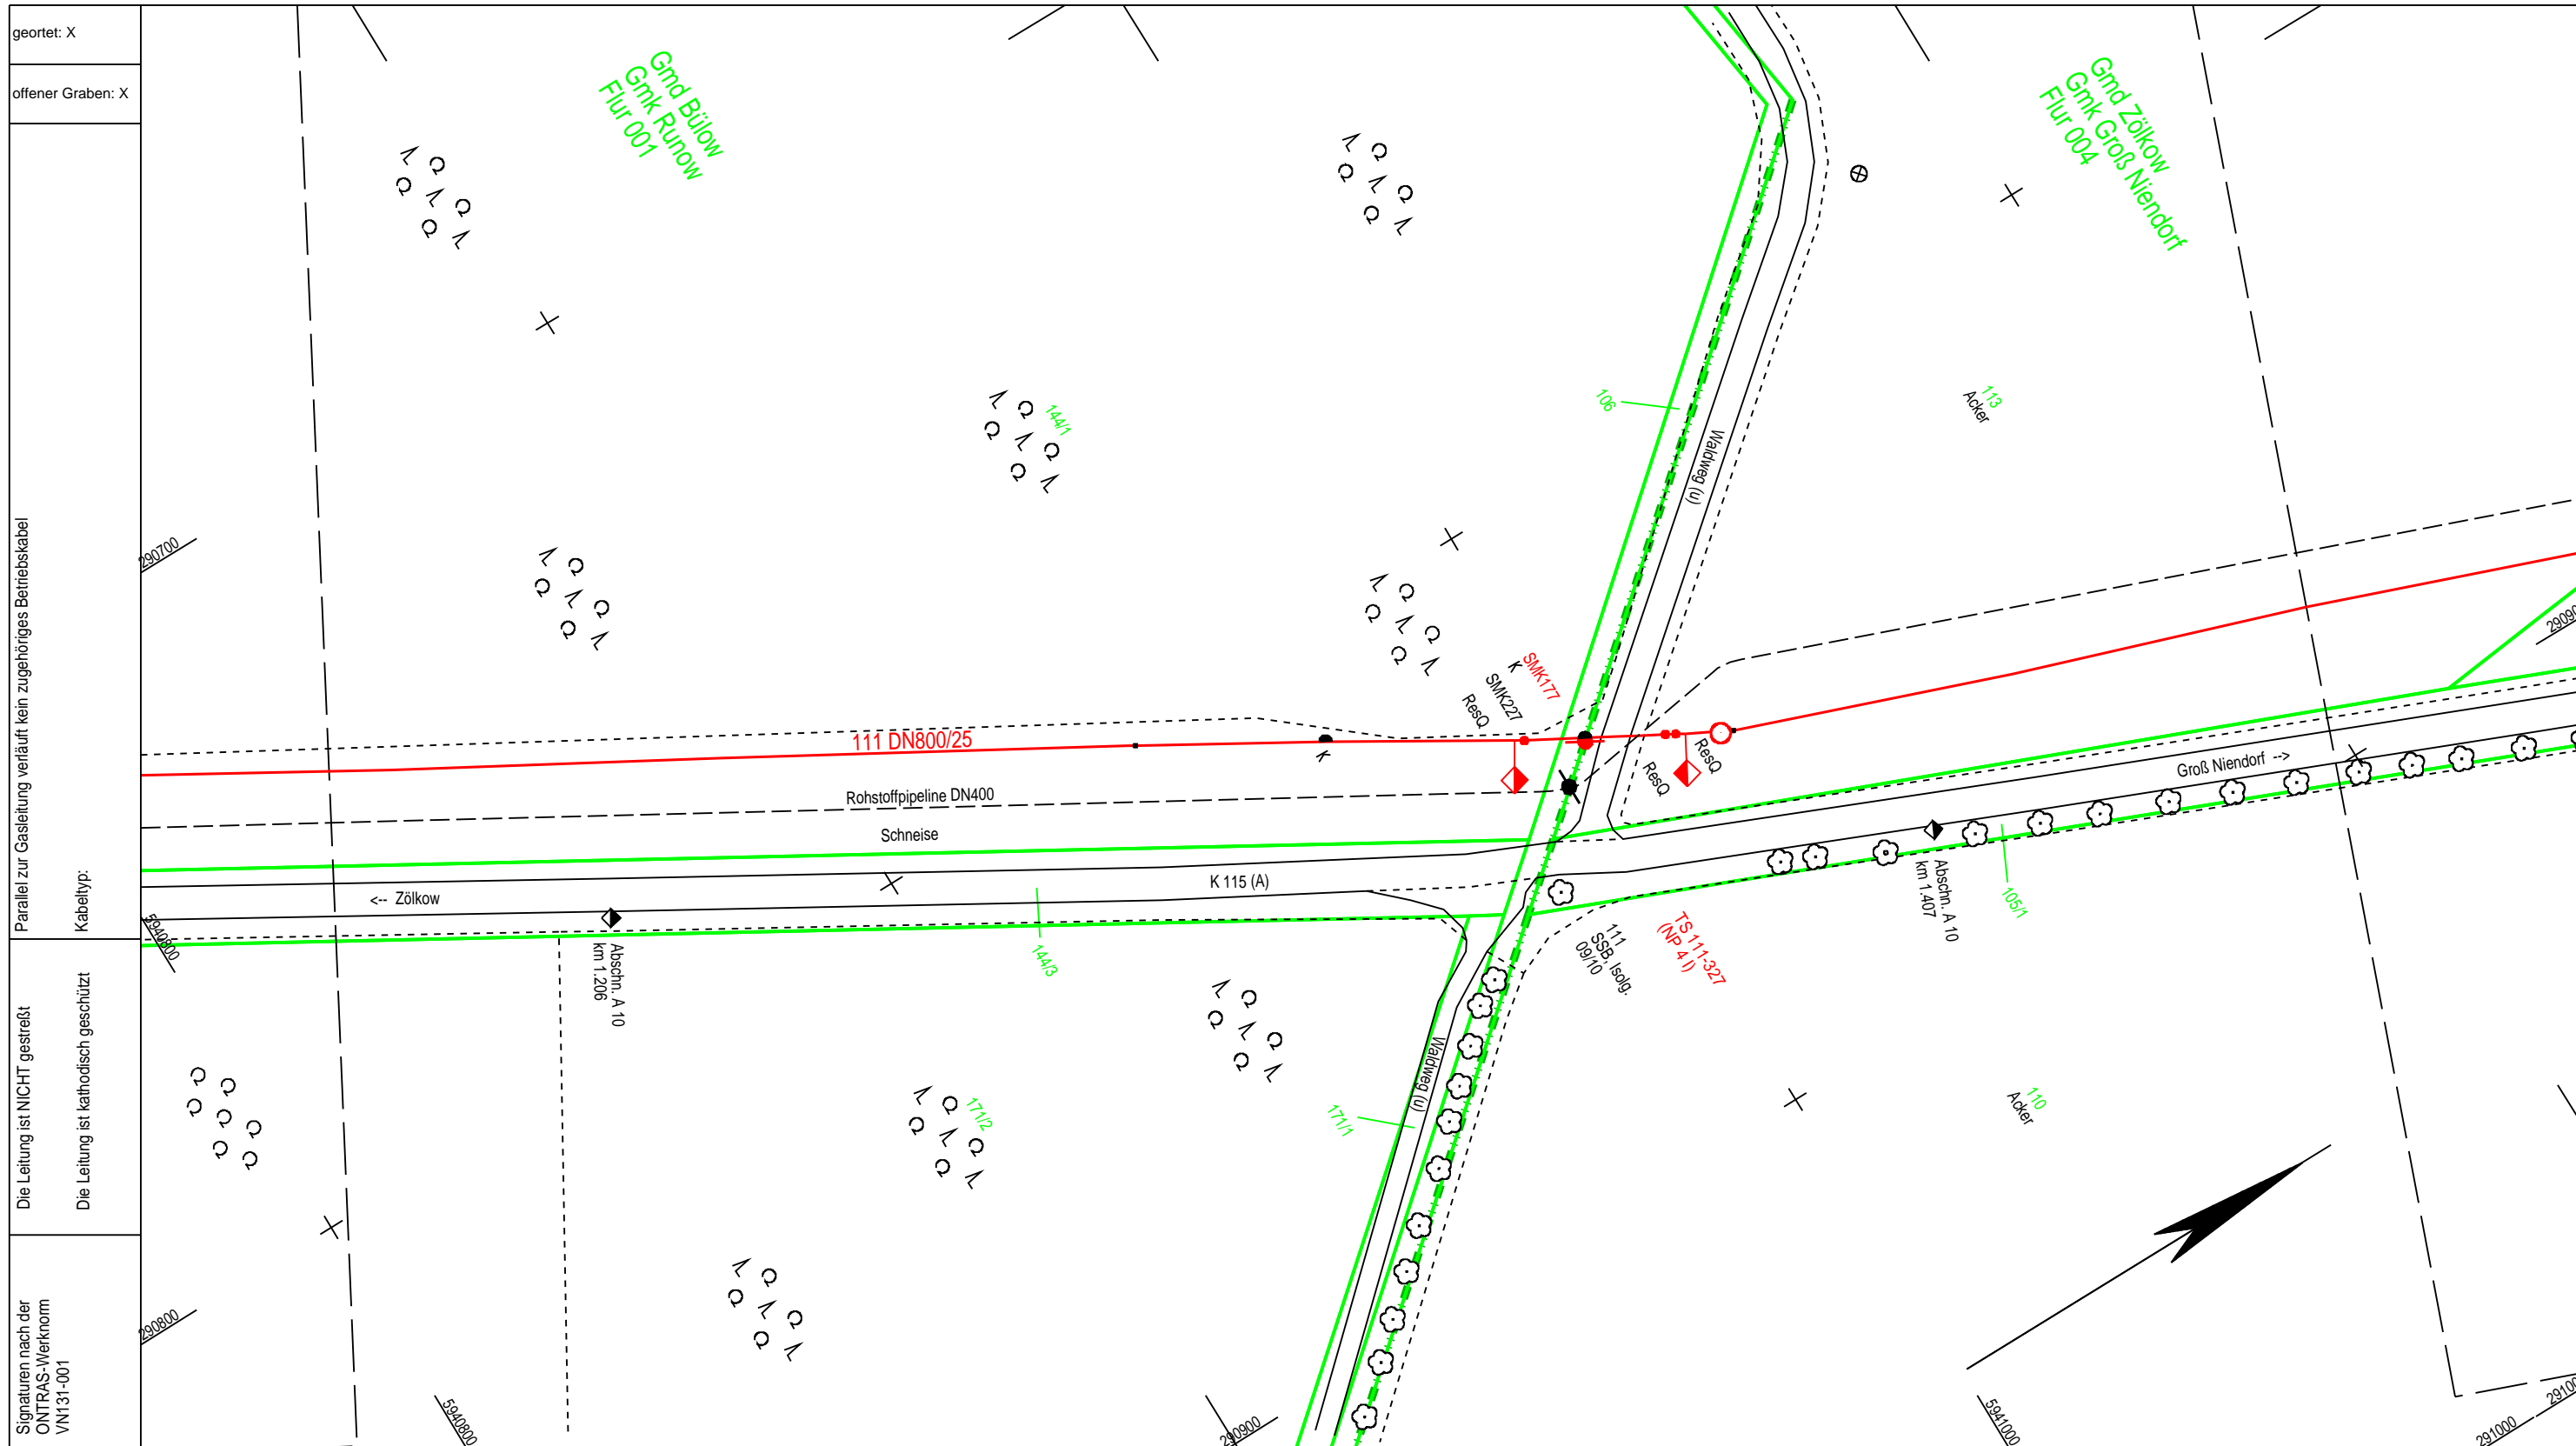 geortet: X
offener Graben: X
Parallel zur Gasleitung verläuft kein zugehöriges Betriebskabel
Kabeltyp:
Die Leitung ist NICHT gestreßt
Die Leitung ist kathodisch geschützt
Signaturen nach der
ONTRAS-Werknorm
VN131-001
Gmd Bülow
Gmk Runow
Flur 001
Gmd Zölkow
Gmk Groß Niendorf
Flur 004
144/1
106
113
Acker
Waldweg (u)
290700
SMK177
K
SMK227
ResQ
111 DN800/25
K
ResQ
ResQ
Rohstoffpipeline DN400
Schneise
Groß Niendorf -->
K 115 (A)
<-- Zölkow
5940800
Abschn. A 10
km 1.206
144/3
111
SSB, Isolg.
09/10
TS 111-327
(NP 4 I)
Abschn. A 10
km 1.407
105/1
171/2
171/1
Waldweg (u)
110
Acker
290800
5940800
290900
5941000
291000